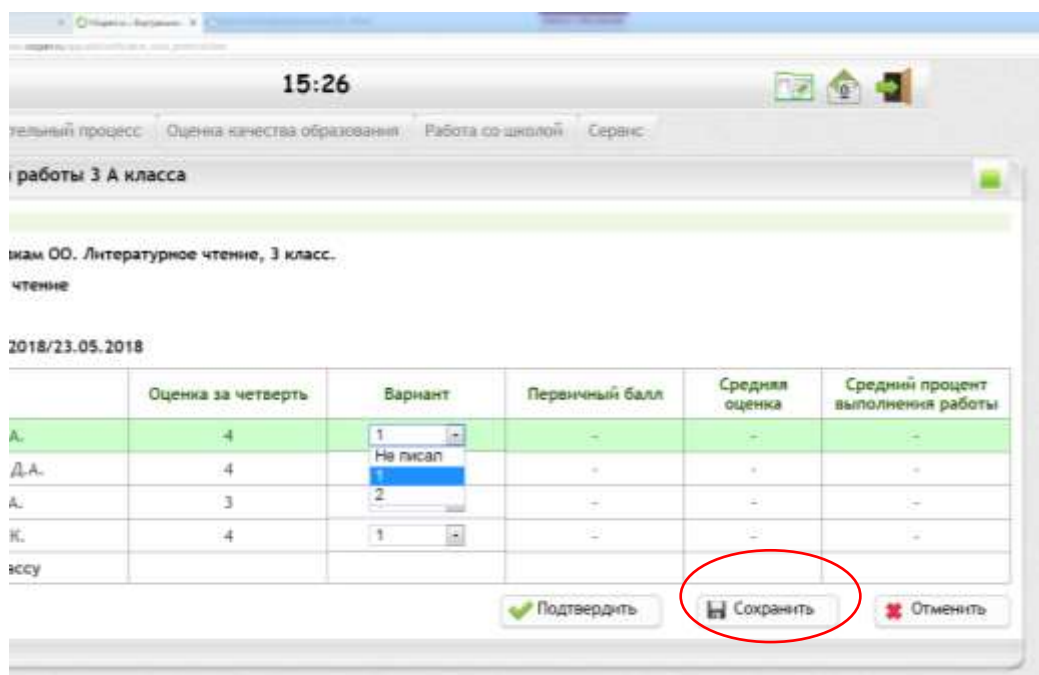 15:26
тельный процесс Оценка качества образования Работа со школой Сервис
работы 3 А класса
кам ОО. Литературное чтение, 3 класс.
чтение
2018/23.05.2018
Оценка за четверть Вариант Первичный балл Средняя оценка Средний процент выполнения работы
А. 4 1 - - -
Не писал
Д.А. 4 1 - - -
А. 3 2 - - -
К. 4 1 - - -
ассу
Подтвердить Сохранить Отменить